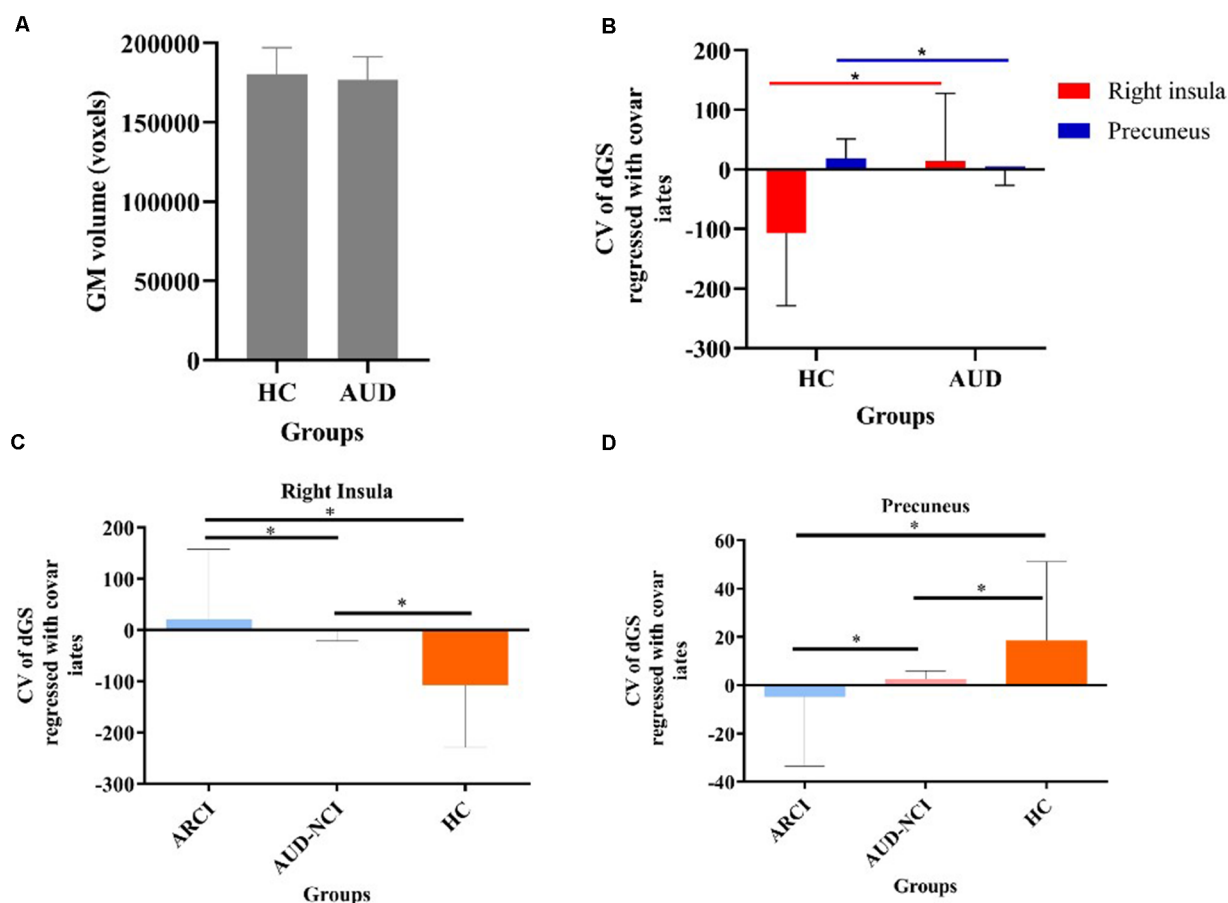 A
GM volume (voxels)
200000
150000
100000
50000
0
HC
AUD
Groups
B
CV of dGS
regressed with covar
iates
200
100
0
-100
-200
-300
*
*
HC
AUD
Groups
Right insula
Precuneus
C
Right Insula
CV of dGS
regressed with covar
iates
200
100
0
-100
-200
-300
*
*
*
ARCI
AUD-NCI
HC
Groups
D
Precuneus
CV of dGS
regressed with covar
iates
60
40
20
0
-20
-40
*
*
*
ARCI
AUD-NCI
HC
Groups